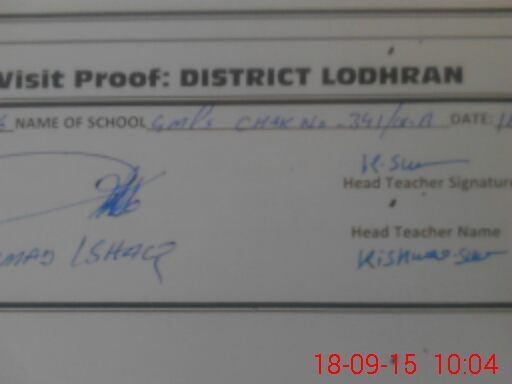 Visit Proof: DISTRICT LODHRAN
NAME OF SCHOOL GMPS CHAK No. 341/ DATE:
K. Sur
Head Teacher Signature
Head Teacher Name
ISHAQ
Kishwar
18-09-15 10:04